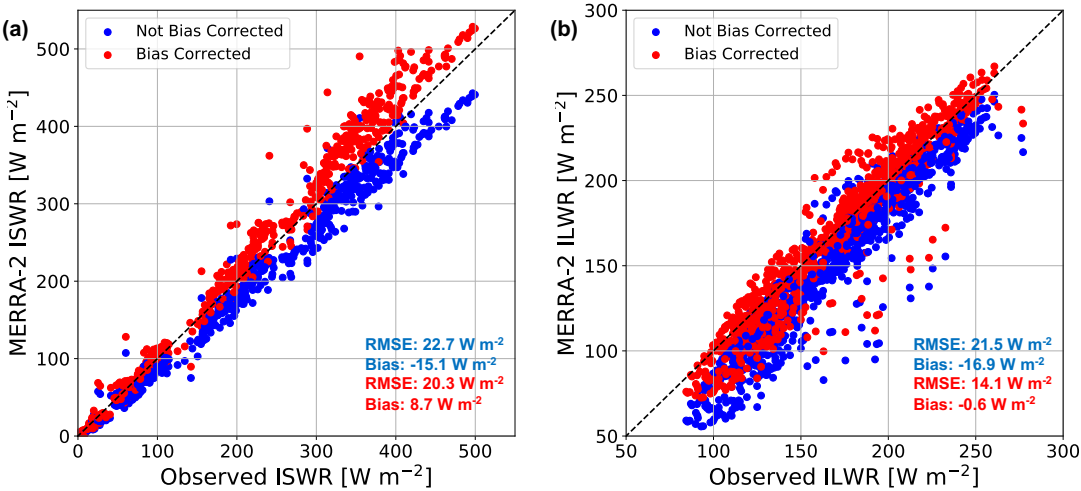 (a)
Not Bias Corrected
Bias Corrected
MERRA-2 ISWR [W m⁻²]
500
400
300
200
100
0
RMSE: 22.7 W m⁻²
Bias: -15.1 W m⁻²
RMSE: 20.3 W m⁻²
Bias: 8.7 W m⁻²
0 100 200 300 400 500
Observed ISWR [W m⁻²]
(b)
Not Bias Corrected
Bias Corrected
MERRA-2 ILWR [W m⁻²]
300
250
200
150
100
50
RMSE: 21.5 W m⁻²
Bias: -16.9 W m⁻²
RMSE: 14.1 W m⁻²
Bias: -0.6 W m⁻²
50 100 150 200 250 300
Observed ILWR [W m⁻²]